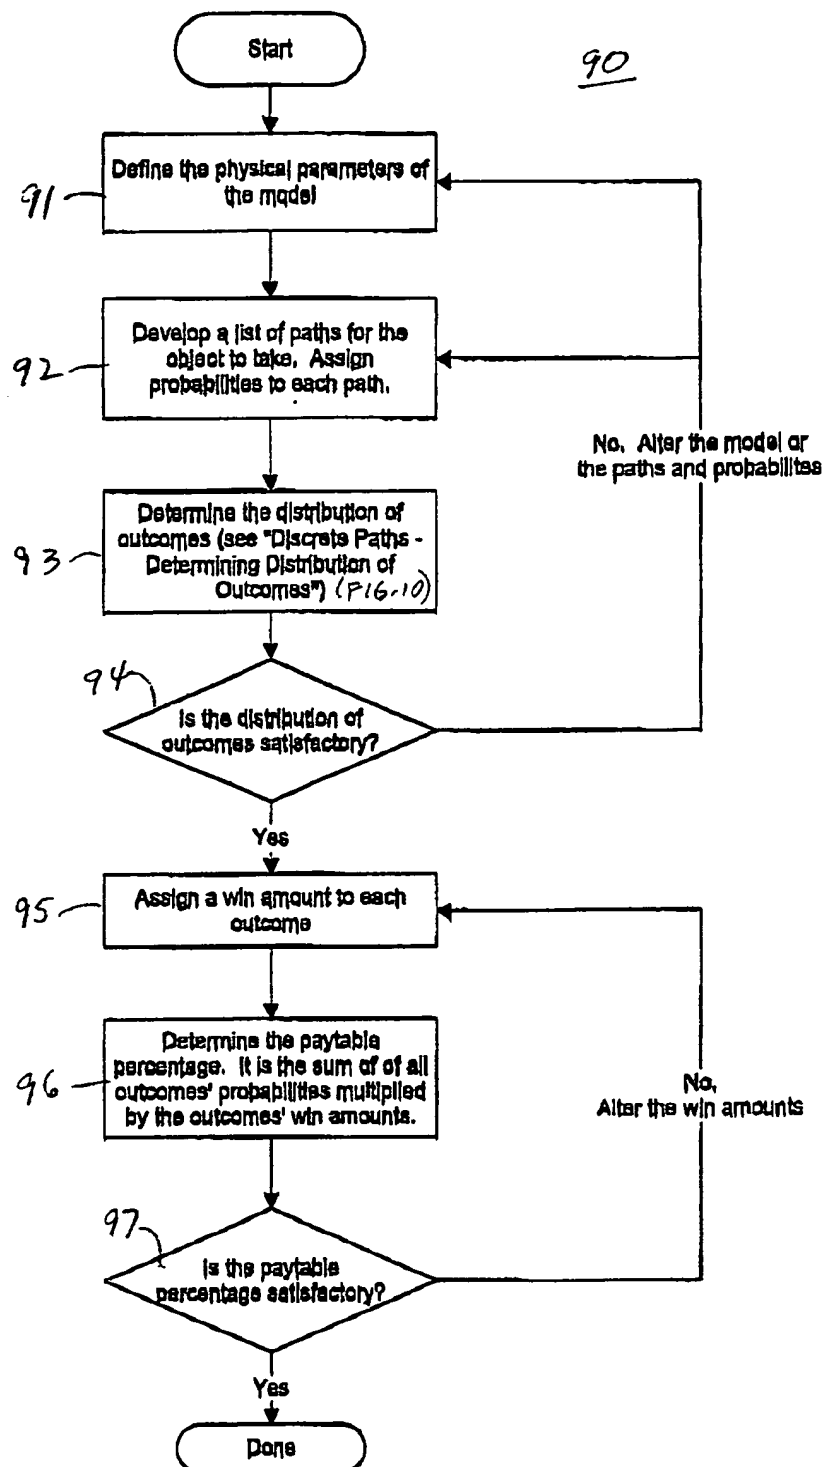 Start
90
Define the physical parameters of
the model
91
Develop a list of paths for the
object to take. Assign
probabilities to each path.
92
No. Alter the model or
the paths and probabilites
Determine the distribution of
outcomes (see "Discrete Paths -
Determining Distribution of
Outcomes") (FIG.10)
93
94
Is the distribution of
outcomes satisfactory?
Yes
Assign a win amount to each
outcome
95
Determine the paytable
percentage. It is the sum of of all
outcomes' probabilities multiplied
by the outcomes' win amounts.
96
No.
Alter the win amounts
97
Is the paytable
percentage satisfactory?
Yes
Done